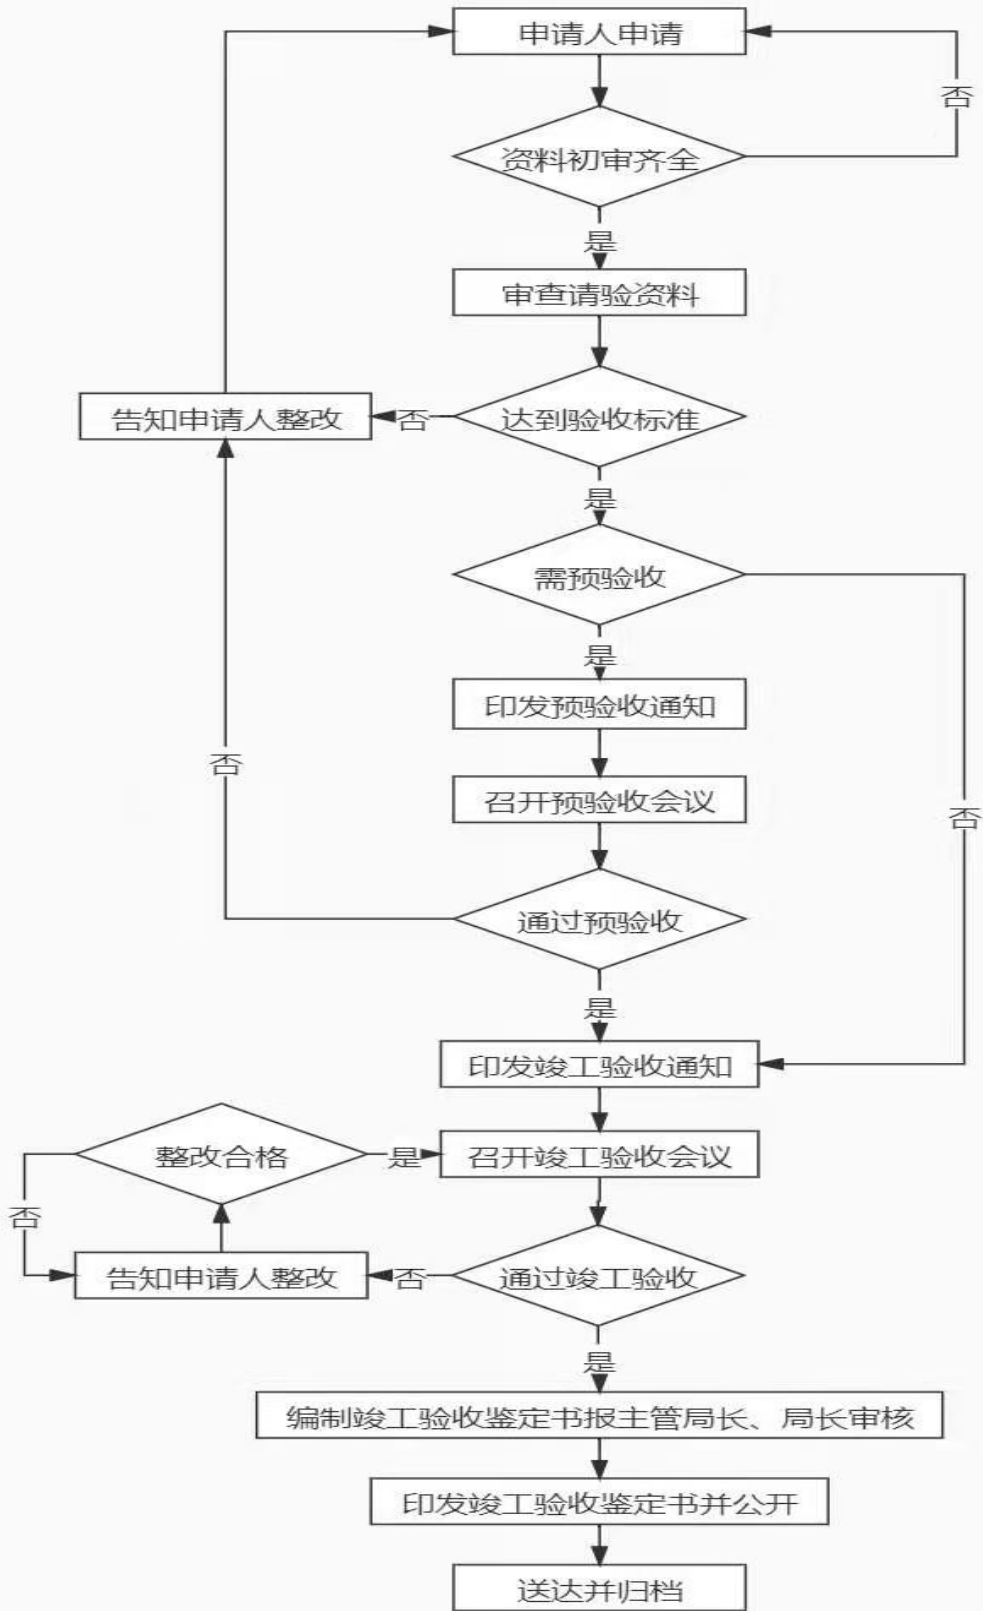 申请人申请
否
资料初审齐全
是
审查请验资料
告知申请人整改
否
达到验收标准
是
需预验收
是
印发预验收通知
否
召开预验收会议
否
通过预验收
是
印发竣工验收通知
整改合格
是
召开竣工验收会议
否
告知申请人整改
否
通过竣工验收
是
编制竣工验收鉴定书报主管局长、局长审核
印发竣工验收鉴定书并公开
送达并归档